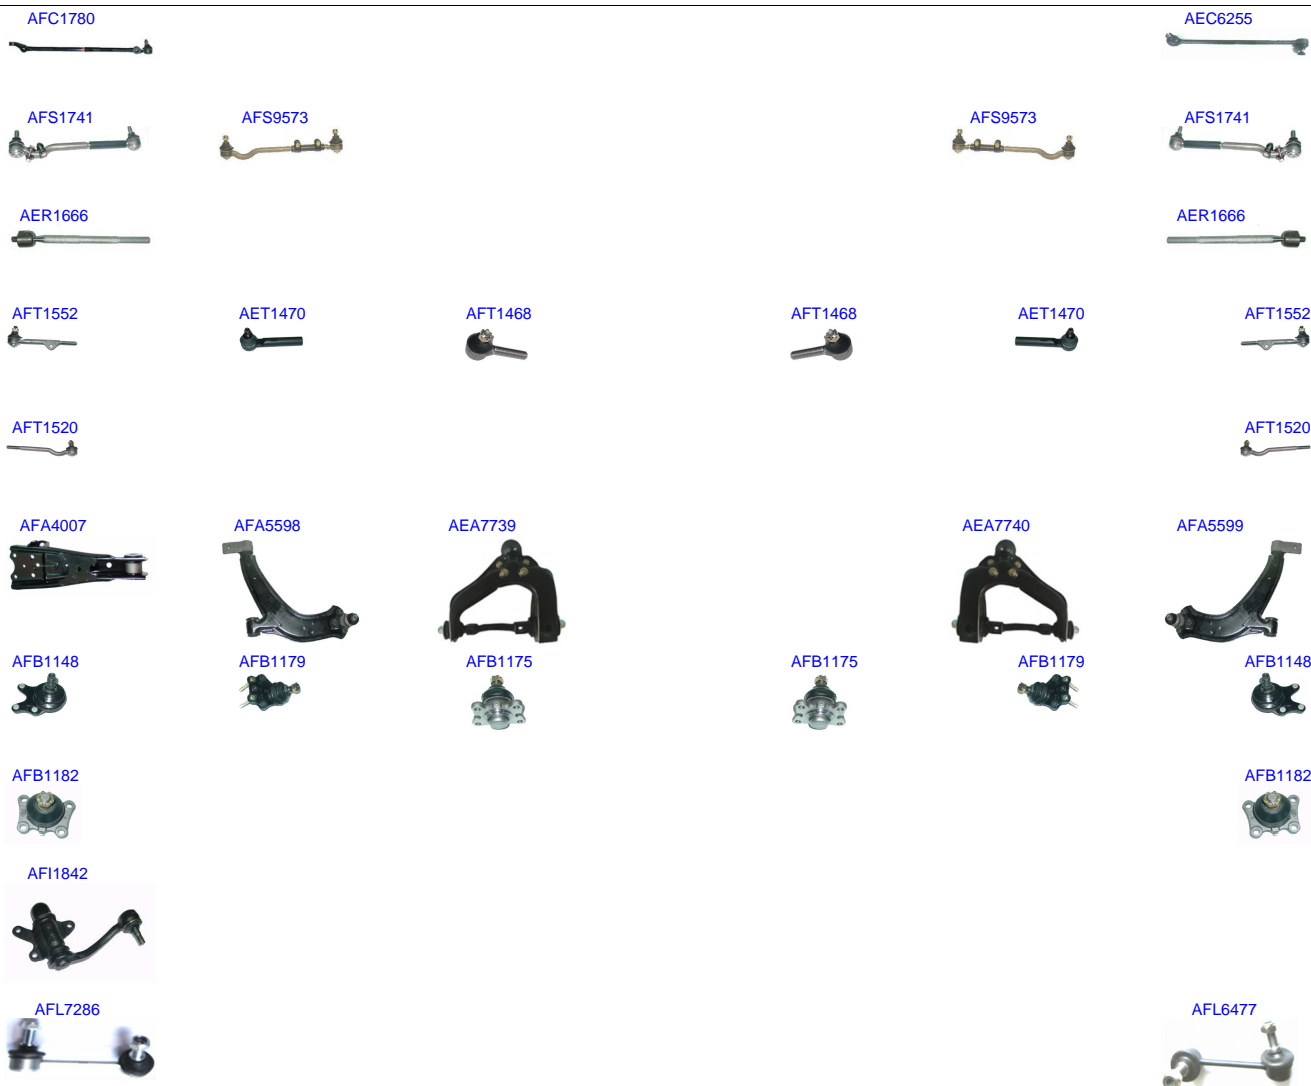 AFC1780 AEC6255
AFS1741 AFS9573 AFS9573 AFS1741
AER1666 AER1666
AFT1552 AET1470 AFT1468 AFT1468 AET1470 AFT1552
AFT1520 AFT1520
AFA4007 AFA5598 AEA7739 AEA7740 AFA5599
AFB1148 AFB1179 AFB1175 AFB1175 AFB1179 AFB1148
AFB1182 AFB1182
AFI1842
AFL7286 AFL6477